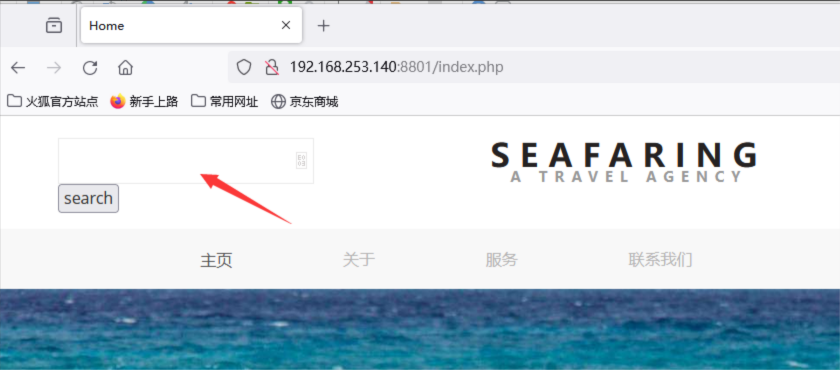 Home
192.168.253.140:8801/index.php
火狐官方站点 新手上路 常用网址 京东商城
SEAFARING
A TRAVEL AGENCY
search
主页 关于 服务 联系我们